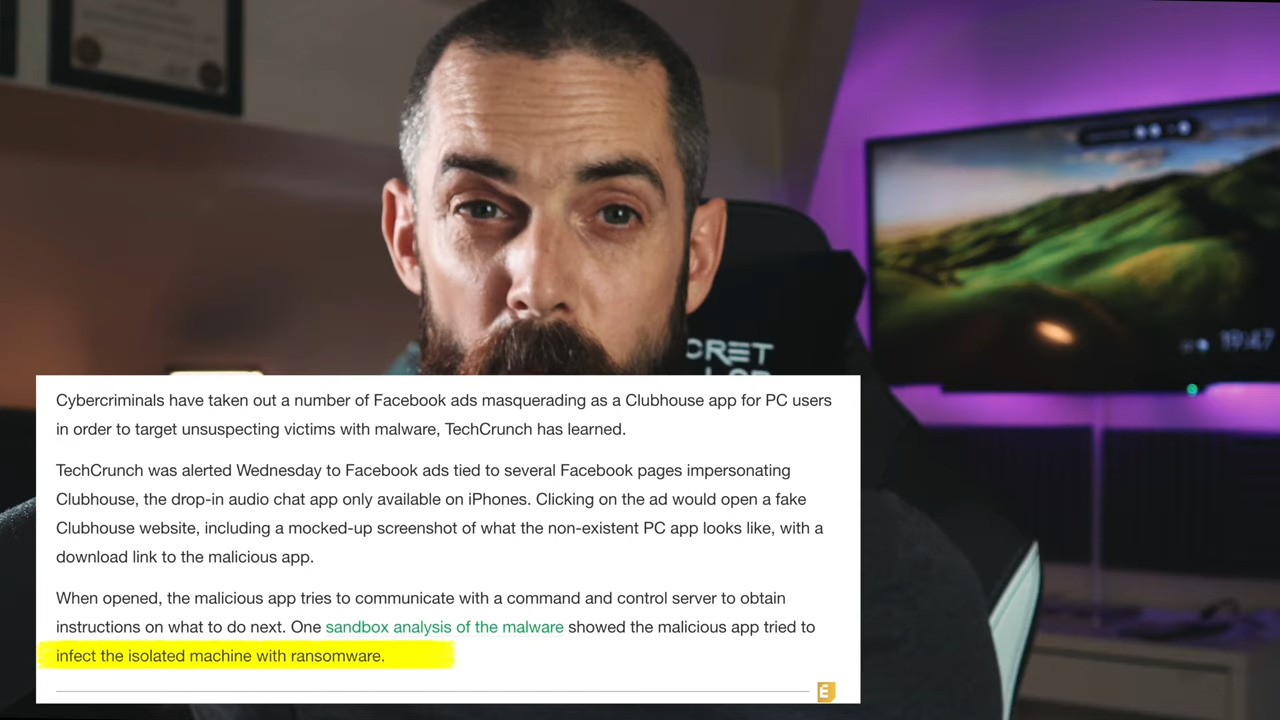 CRET
19:47
Cybercriminals have taken out a number of Facebook ads masquerading as a Clubhouse app for PC users
in order to target unsuspecting victims with malware, TechCrunch has learned.
TechCrunch was alerted Wednesday to Facebook ads tied to several Facebook pages impersonating
Clubhouse, the drop-in audio chat app only available on iPhones. Clicking on the ad would open a fake
Clubhouse website, including a mocked-up screenshot of what the non-existent PC app looks like, with a
download link to the malicious app.
When opened, the malicious app tries to communicate with a command and control server to obtain
instructions on what to do next. One sandbox analysis of the malware showed the malicious app tried to
infect the isolated machine with ransomware.
É